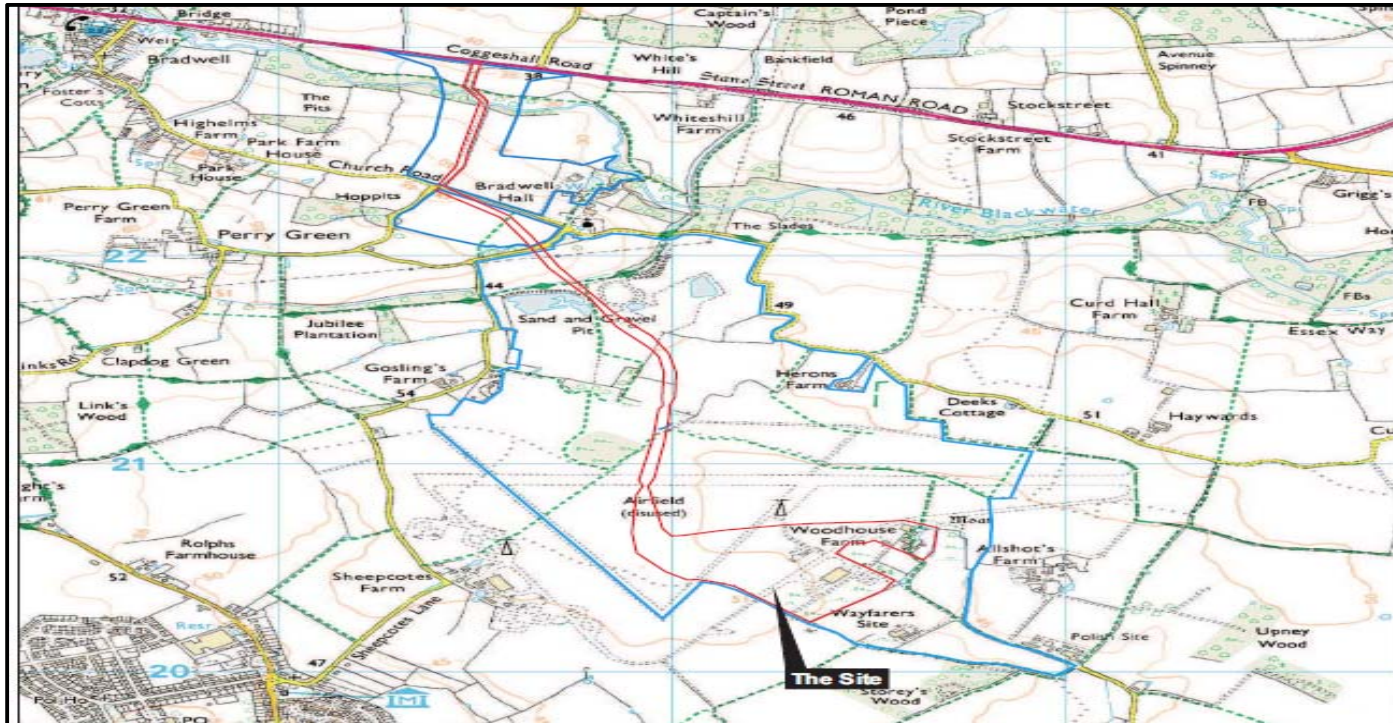 Bridge
Weir
Bradwell
Foster's
Cotts
Highelms
Farm
The
Pits
Park Farm
House
Park
House
Church Road
Hoppits
Perry Green
Farm
Perry Green
22
Coggeshall Road
38
Captain's
Wood
White's
Hill
Bankfield
Pond
Piece
Avenue
Spinney
Stane Street ROMAN ROAD
46
Whiteshill
Farm
Stockstreet
Stockstreet
Farm
41
Spr
FB
Grigg's
Bradwell
Hall
River Blackwater
The Slades
44
49
Sand and Gravel
Pit
Jubilee
Plantation
Clapdog Green
Gosling's
Farm
54
Link's
Wood
Herons
Farm
Curd Hall
Farm
FBs
Essex Way
Deeks
Cottage
51
Haywards
21
Airfield
(disused)
Moat
Woodhouse
Farm
Allshot's
Farm
Rolphs
Farmhouse
52
Sheepcotes
Farm
Sheepcotes Lane
47
Resr
20
PO
Wayfarers
Site
Polish Site
Upney
Wood
The Site
Storey's
Wood